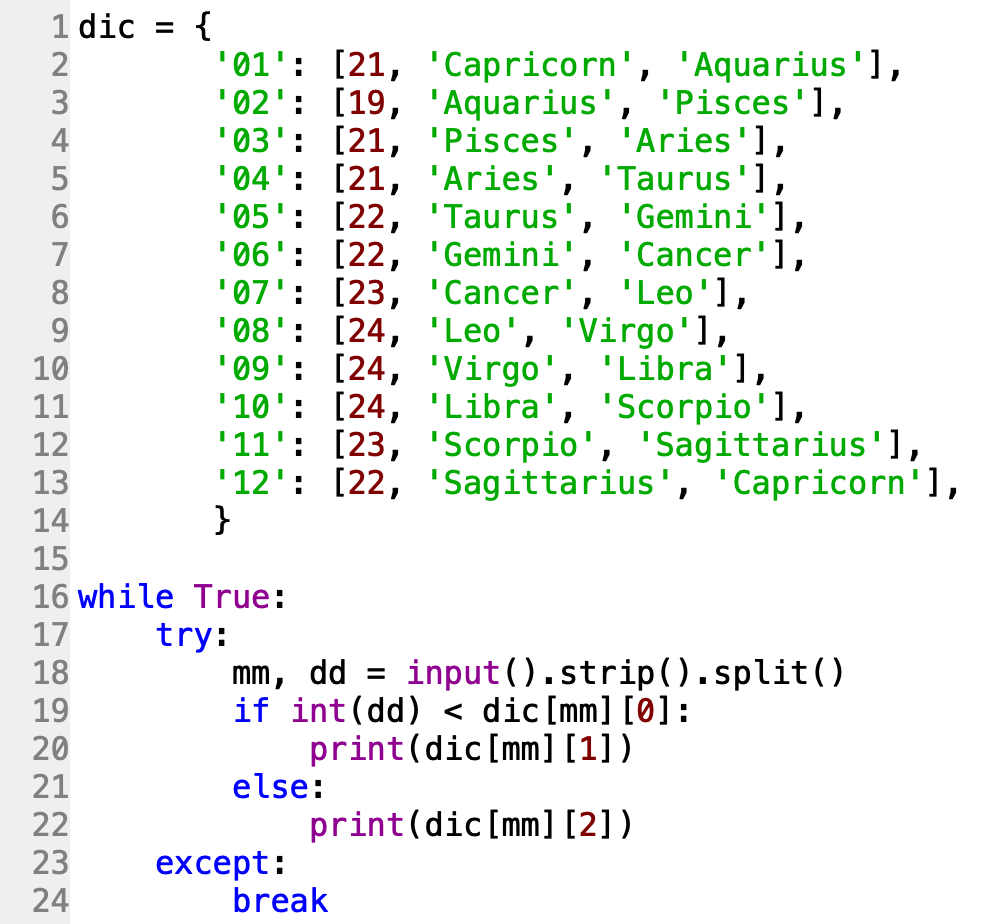 1 dic = {
2         '01': [21, 'Capricorn', 'Aquarius'],
3         '02': [19, 'Aquarius', 'Pisces'],
4         '03': [21, 'Pisces', 'Aries'],
5         '04': [21, 'Aries', 'Taurus'],
6         '05': [22, 'Taurus', 'Gemini'],
7         '06': [22, 'Gemini', 'Cancer'],
8         '07': [23, 'Cancer', 'Leo'],
9         '08': [24, 'Leo', 'Virgo'],
10         '09': [24, 'Virgo', 'Libra'],
11         '10': [24, 'Libra', 'Scorpio'],
12         '11': [23, 'Scorpio', 'Sagittarius'],
13         '12': [22, 'Sagittarius', 'Capricorn'],
14         }
15
16 while True:
17     try:
18         mm, dd = input().strip().split()
19         if int(dd) < dic[mm][0]:
20             print(dic[mm][1])
21         else:
22             print(dic[mm][2])
23     except:
24         break